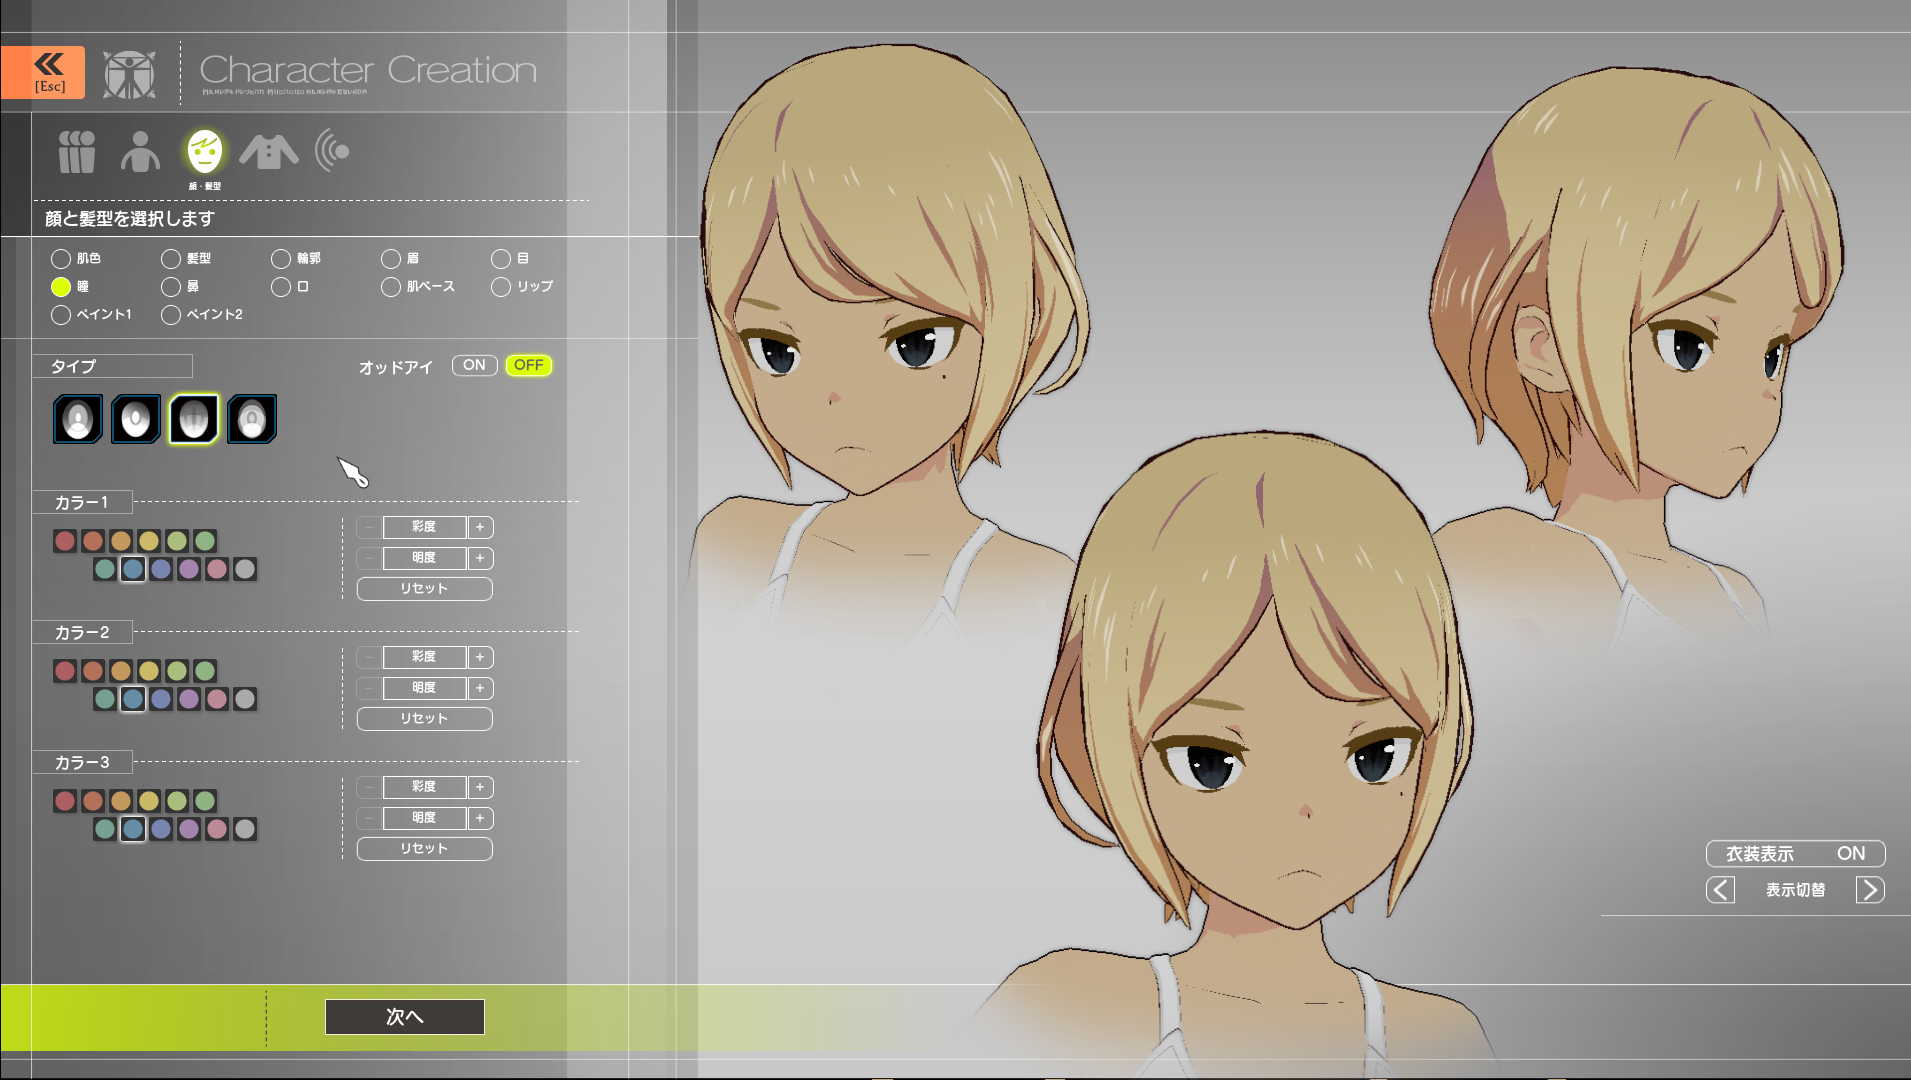 [Esc]
Character Creation
顔・髪型
顔と髪型を選択します
肌色 髪型 輪郭 眉 目
瞳 鼻 口 肌ベース リップ
ペイント1 ペイント2
タイプ オッドアイ ON OFF
カラー1
− 彩度 +
− 明度 +
リセット
カラー2
− 彩度 +
− 明度 +
リセット
カラー3
− 彩度 +
− 明度 +
リセット
衣装表示 ON
表示切替
次へ